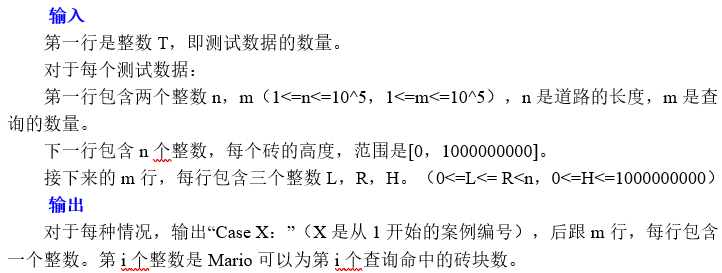 输入
第一行是整数 T，即测试数据的数量。
对于每个测试数据：
第一行包含两个整数 n，m（1<=n<=10^5，1<=m<=10^5），n 是道路的长度，m 是查
询的数量。
下一行包含 n 个整数，每个砖的高度，范围是[0，1000000000]。
接下来的 m 行，每行包含三个整数 L，R，H。（0<=L<= R<n，0<=H<=1000000000）
输出
对于每种情况，输出“Case X：”（X 是从 1 开始的案例编号），后跟 m 行，每行包含
一个整数。第 i 个整数是 Mario 可以为第 i 个查询命中的砖块数。